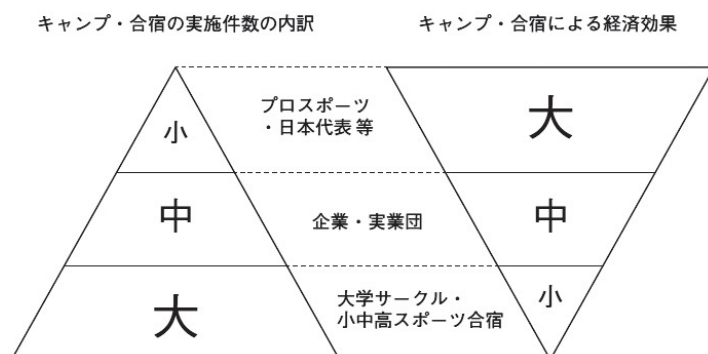 キャンプ・合宿の実施件数の内訳
キャンプ・合宿による経済効果
小
プロスポーツ
・日本代表 等
大
中
企業・実業団
中
大
大学サークル・
小中高スポーツ合宿
小